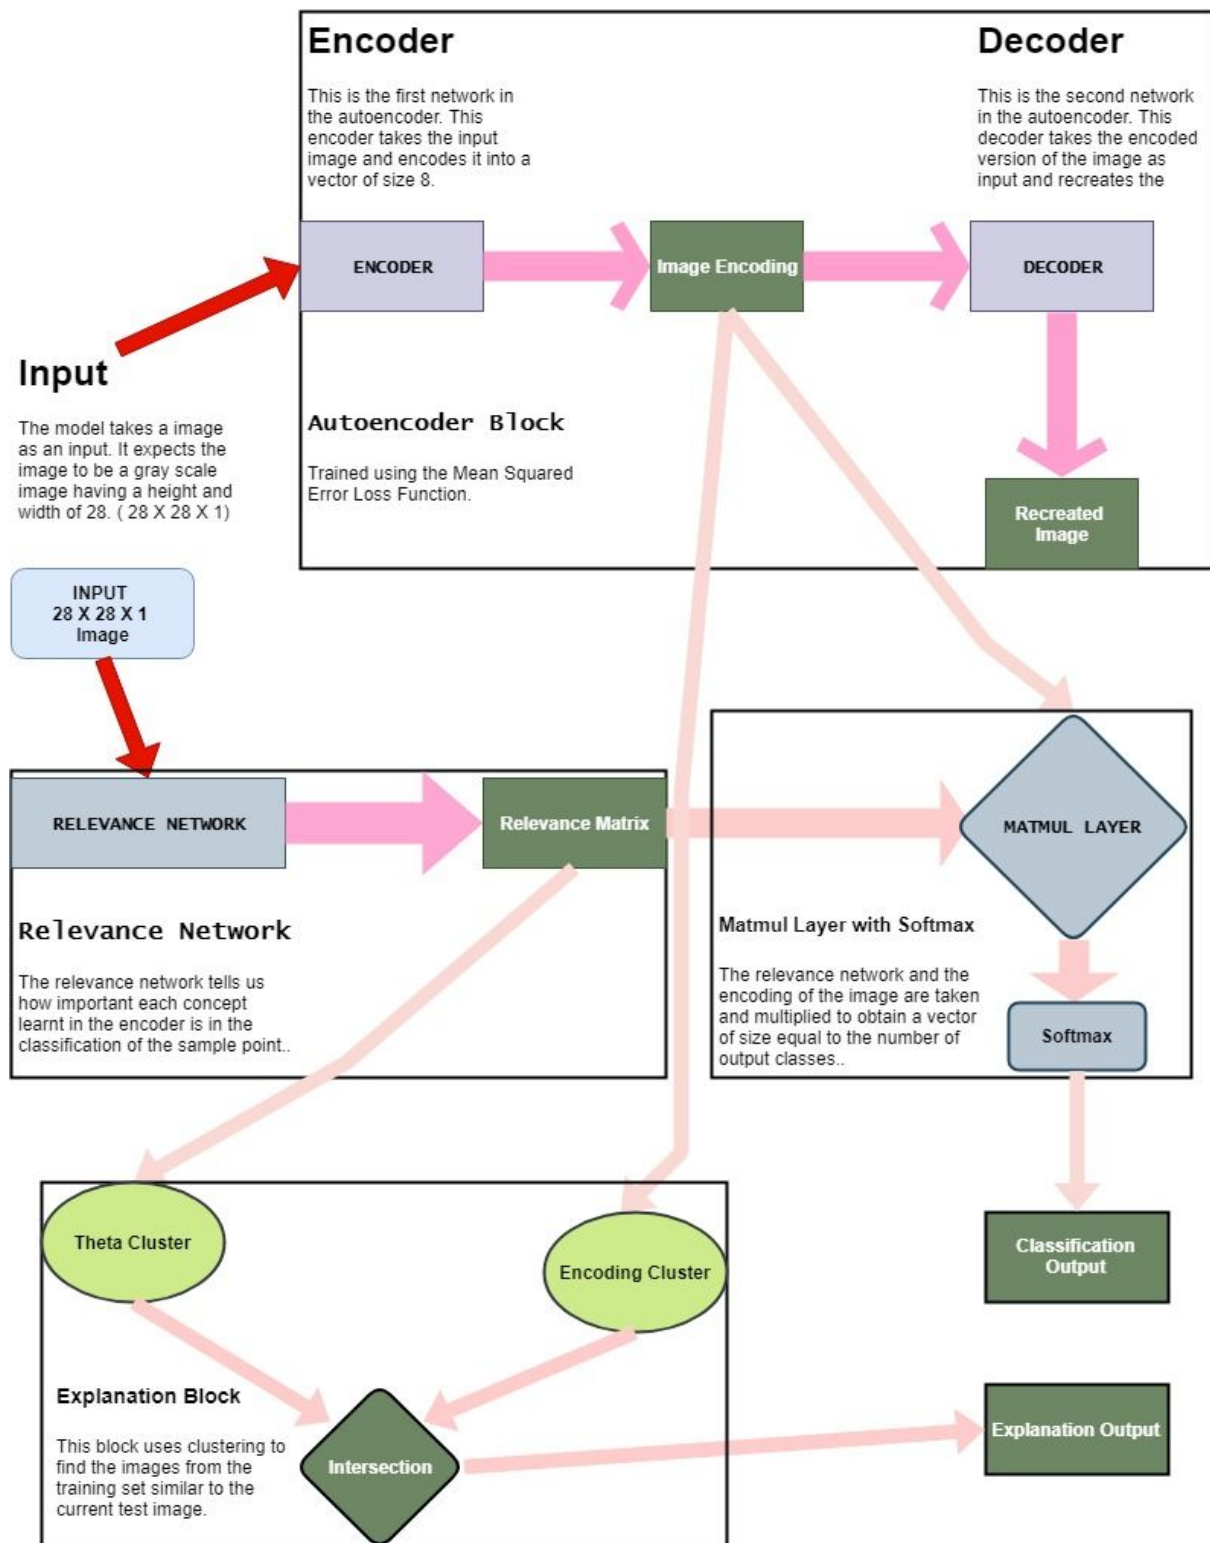 Encoder
This is the first network in
the autoencoder. This
encoder takes the input
image and encodes it into a
vector of size 8.
Decoder
This is the second network
in the autoencoder. This
decoder takes the encoded
version of the image as
input and recreates the
ENCODER
Image Encoding
DECODER
Input
The model takes a image
as an input. It expects the
image to be a gray scale
image having a height and
width of 28. ( 28 X 28 X 1)
Autoencoder Block
Trained using the Mean Squared
Error Loss Function.
Recreated
Image
INPUT
28 X 28 X 1
Image
RELEVANCE NETWORK
Relevance Matrix
MATMUL LAYER
Relevance Network
The relevance network tells us
how important each concept
learnt in the encoder is in the
classification of the sample point..
Matmul Layer with Softmax
The relevance network and the
encoding of the image are taken
and multiplied to obtain a vector
of size equal to the number of
output classes..
Softmax
Theta Cluster
Encoding Cluster
Classification
Output
Explanation Block
This block uses clustering to
find the images from the
training set similar to the
current test image.
Intersection
Explanation Output